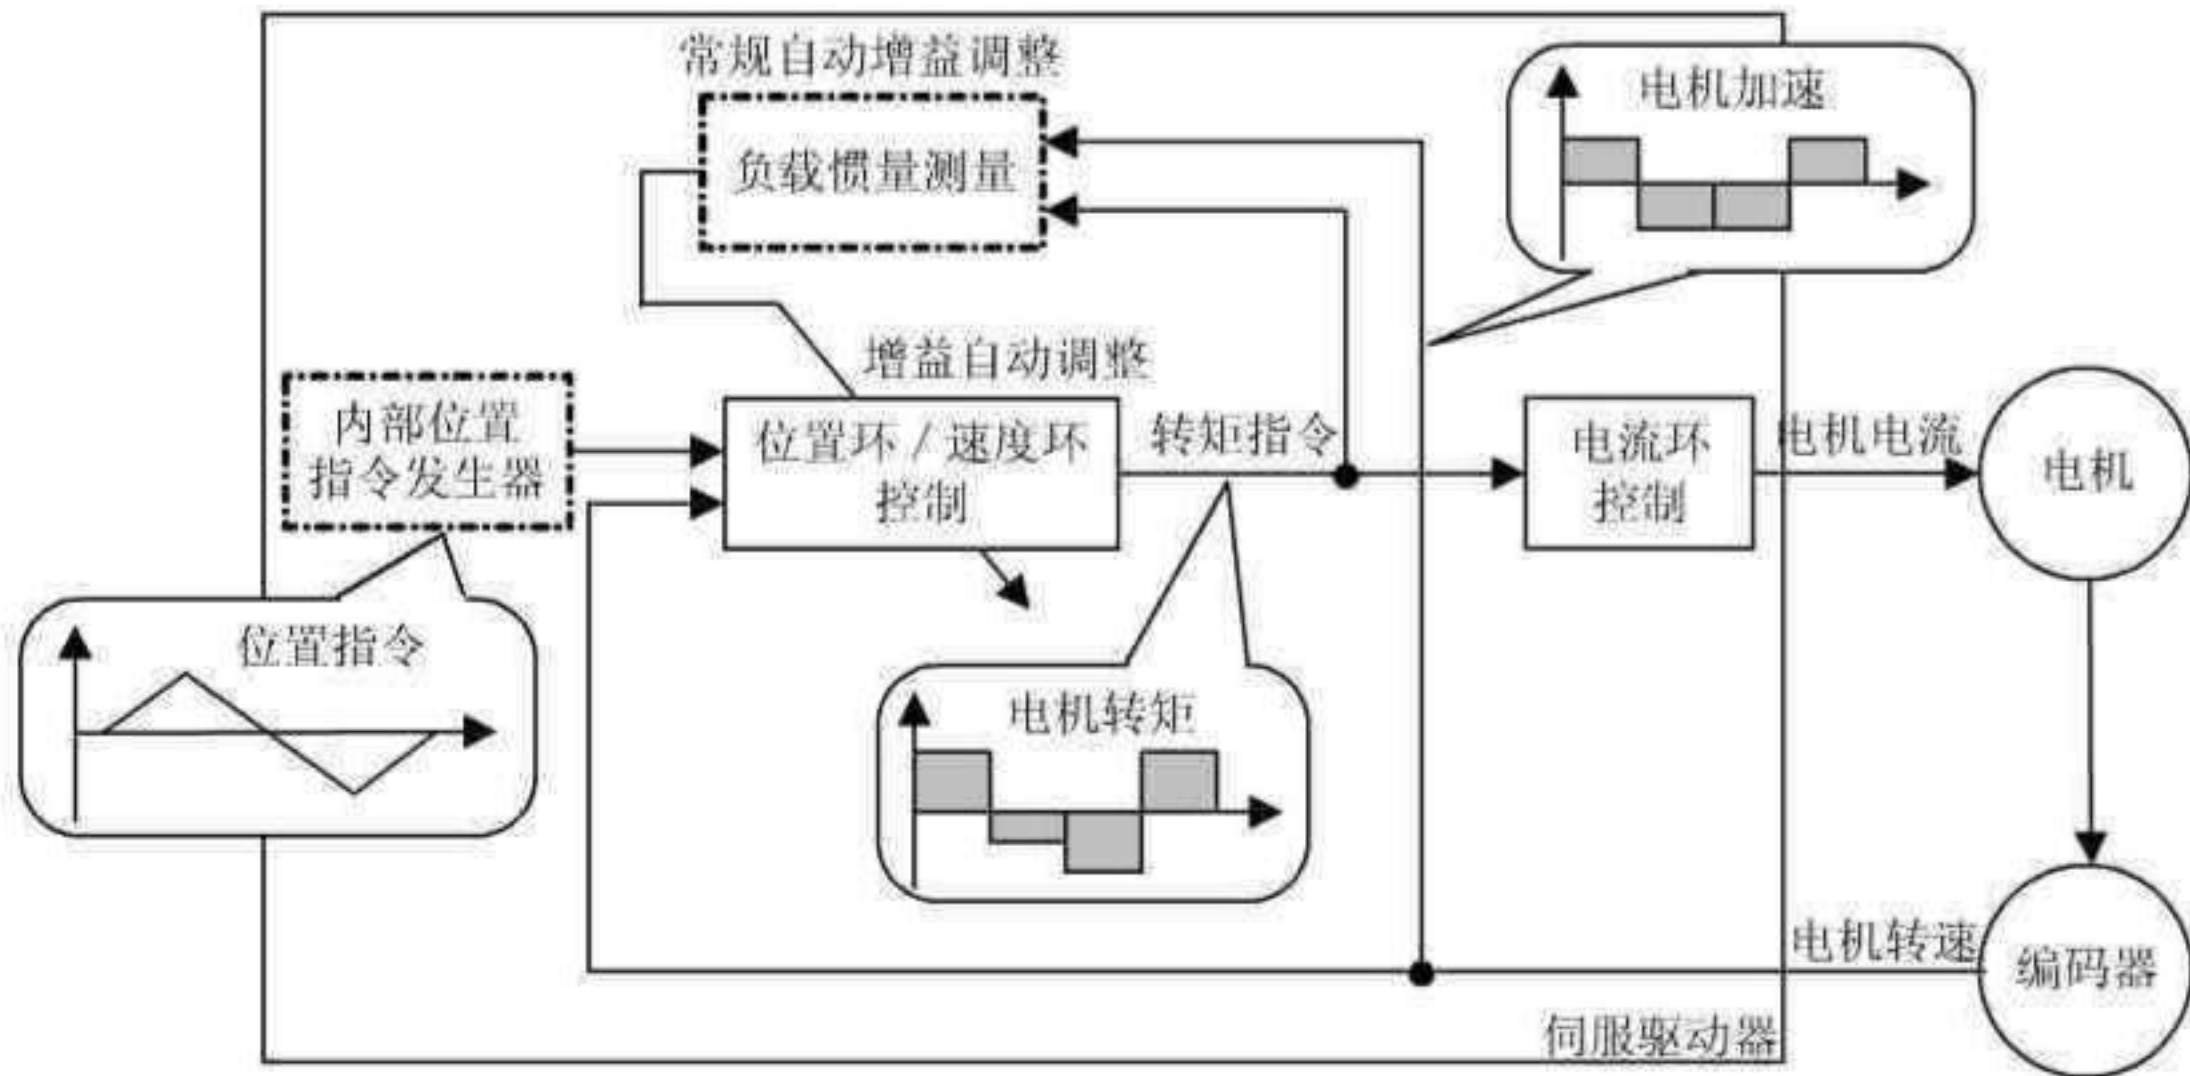 常规自动增益调整
电机加速
负载惯量测量
增益自动调整
内部位置
指令发生器
位置环/速度环
控制
转矩指令
电流环
控制
电机电流
电机
位置指令
电机转矩
电机转速
编码器
伺服驱动器